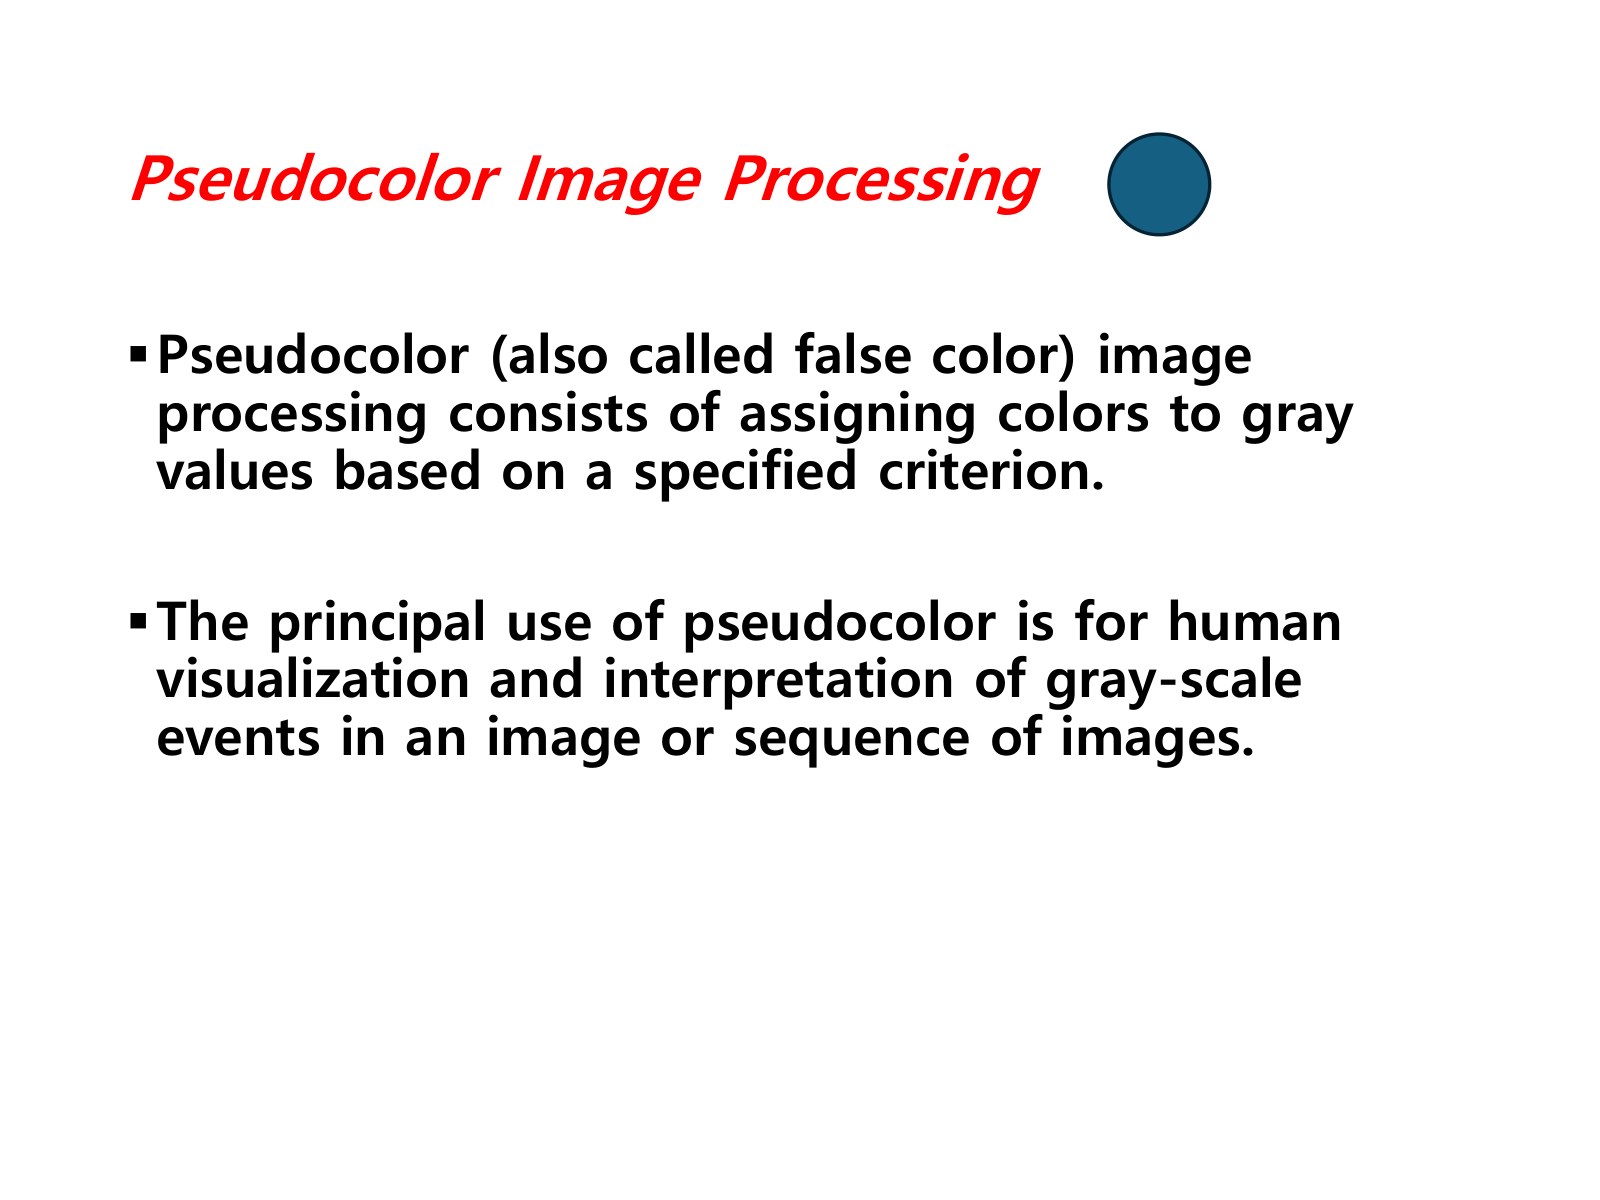 Pseudocolor Image Processing
▪Pseudocolor (also called false color) image
processing consists of assigning colors to gray
values based on a specified criterion.
▪The principal use of pseudocolor is for human
visualization and interpretation of gray-scale
events in an image or sequence of images.